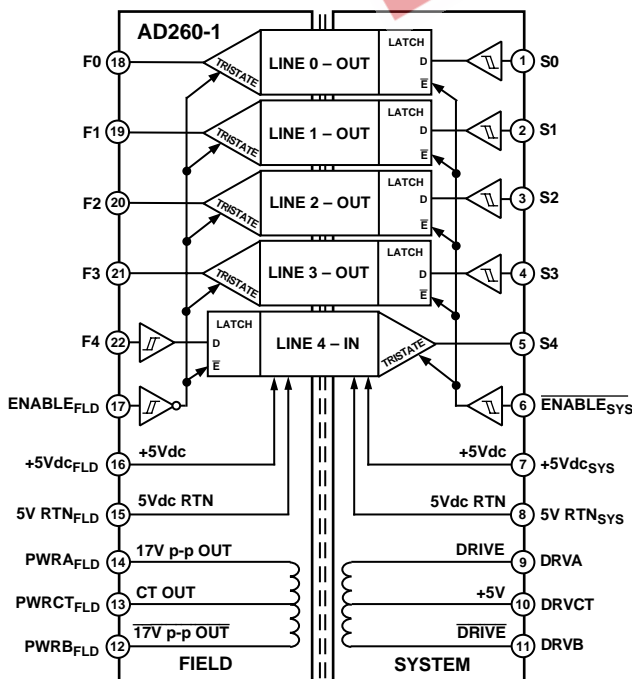 AD260-1
F0 18 TRISTATE LINE 0 – OUT LATCH D E 1 S0
F1 19 TRISTATE LINE 1 – OUT D E 2 S1
F2 20 TRISTATE LINE 2 – OUT D E 3 S2
F3 21 TRISTATE LINE 3 – OUT D E 4 S3
F4 22 LATCH D E LINE 4 – IN TRISTATE 5 S4
ENABLEFLD 17 6 ENABLESYS
+5VdcFLD 16 +5Vdc +5Vdc 7 +5VdcSYS
5V RTNFLD 15 5Vdc RTN 5Vdc RTN 8 5V RTNSYS
PWRAFLD 14 17V p-p OUT DRIVE 9 DRVA
PWRCTFLD 13 CT OUT +5V 10 DRVCT
PWRBFLD 12 17V p-p OUT DRIVE 11 DRVB
FIELD SYSTEM